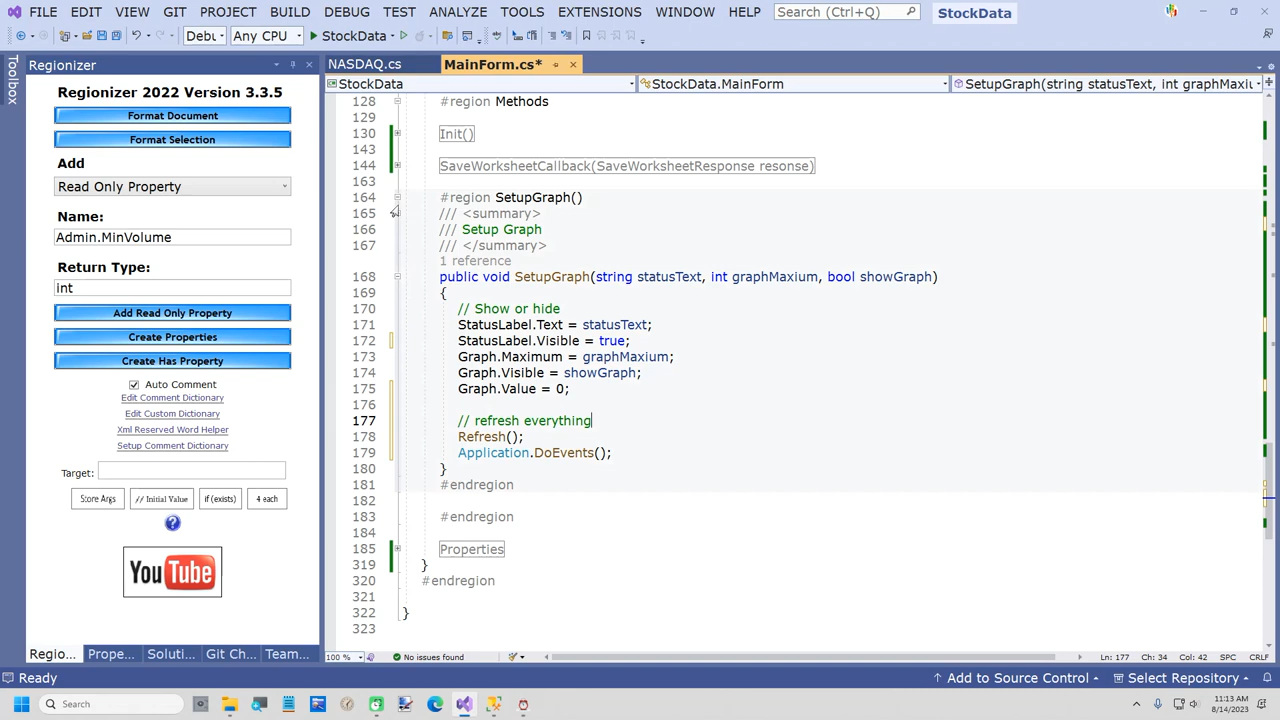 FILE EDIT VIEW GIT PROJECT BUILD DEBUG TEST ANALYZE TOOLS EXTENSIONS WINDOW HELP Search (Ctrl+Q) StockData
Debu Any CPU StockData
Toolbox
Regionizer
Regionizer 2022 Version 3.3.5
Format Document
Format Selection
Add
Read Only Property
Name:
Admin.MinVolume
Return Type:
int
Add Read Only Property
Create Properties
Create Has Property
Auto Comment
Edit Comment Dictionary
Edit Custom Dictionary
Xml Reserved Word Helper
Setup Comment Dictionary
Target:
Store Args // Initial Value if (exists) 4 each
?
YouTube
Regio... Prope... Soluti... Git Ch... Team...
NASDAQ.cs MainForm.cs*
StockData StockData.MainForm SetupGraph(string statusText, int graphMaxiu
128 #region Methods
129
130 Init()
143
144 SaveWorksheetCallback(SaveWorksheetResponse resonse)
163
164 #region SetupGraph()
165 /// <summary>
166 /// Setup Graph
167 /// </summary>
1 reference
168 public void SetupGraph(string statusText, int graphMaxium, bool showGraph)
169 {
170 // Show or hide
171 StatusLabel.Text = statusText;
172 StatusLabel.Visible = true;
173 Graph.Maximum = graphMaxium;
174 Graph.Visible = showGraph;
175 Graph.Value = 0;
176
177 // refresh everything
178 Refresh();
179 Application.DoEvents();
180 }
181 #endregion
182
183 #endregion
184
185 Properties
319 }
320 #endregion
321
322 }
323
100 % No issues found Ln: 177 Ch: 34 Col: 42 SPC CRLF
Ready Add to Source Control Select Repository
Search 11:13 AM
8/14/2023